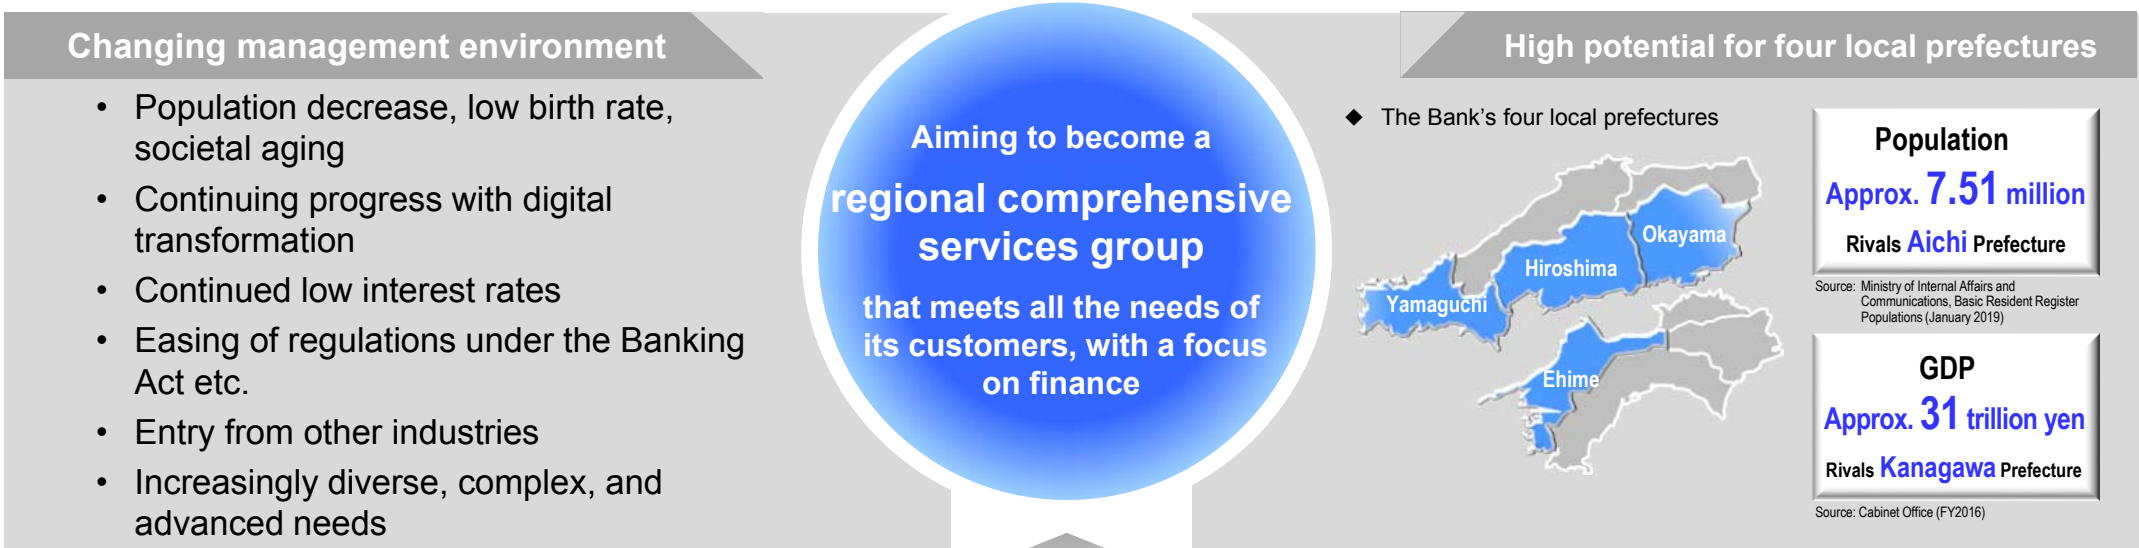 Changing management environment
• Population decrease, low birth rate,
societal aging
• Continuing progress with digital
transformation
• Continued low interest rates
• Easing of regulations under the Banking
Act etc.
• Entry from other industries
• Increasingly diverse, complex, and
advanced needs
Aiming to become a
regional comprehensive
services group
that meets all the needs of
its customers, with a focus
on finance
High potential for four local prefectures
◆ The Bank's four local prefectures
Okayama
Hiroshima
Yamaguchi
Ehime
Population
Approx. 7.51 million
Rivals Aichi Prefecture
Source: Ministry of Internal Affairs and
Communications, Basic Resident Register
Populations (January 2019)
GDP
Approx. 31 trillion yen
Rivals Kanagawa Prefecture
Source: Cabinet Office (FY2016)